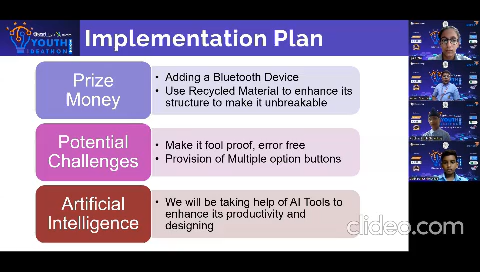 YOUTH
IDEATHON
Implementation Plan
Prize
Money
• Adding a Bluetooth Device
• Use Recycled Material to enhance its
structure to make it unbreakable
Potential
Challenges
• Make it fool proof, error free
• Provision of Multiple option buttons
Artificial
Intelligence
• We will be taking help of AI Tools to
enhance its productivity and
designing
clideo.com